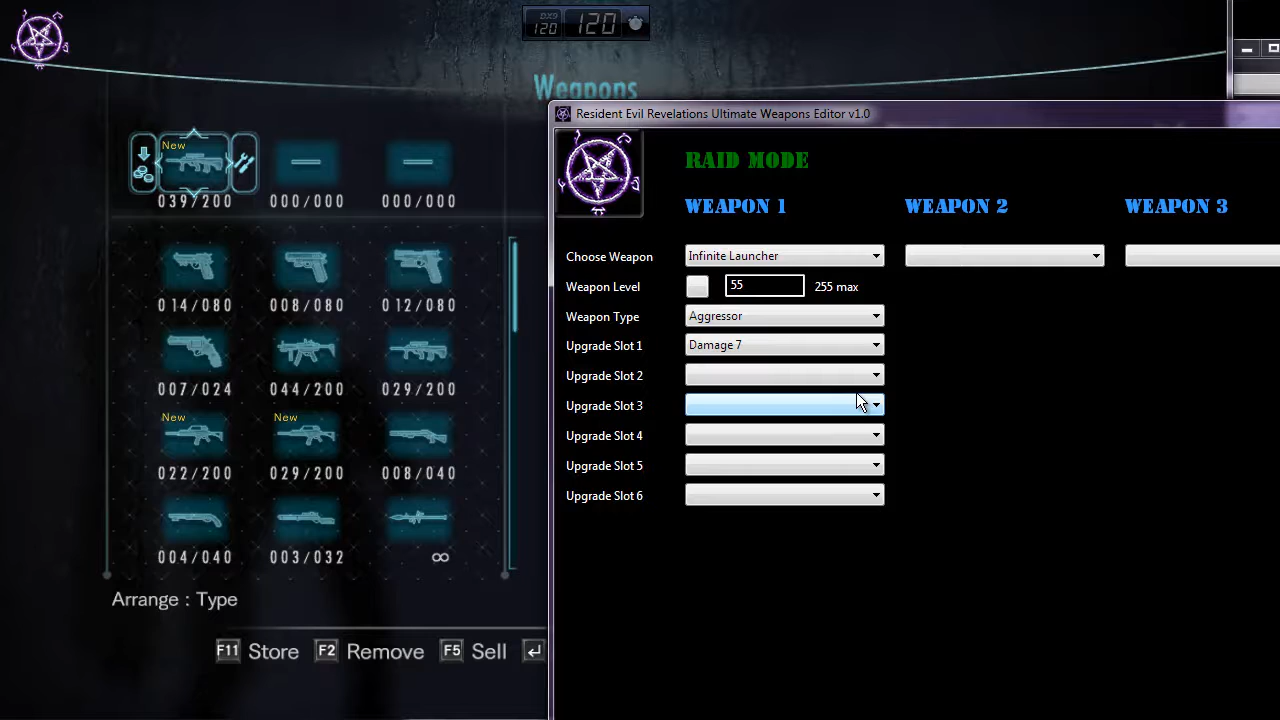 DXD
120
120
Weapons
New
039/200
000/000
000/000
014/080
008/080
012/080
007/024
044/200
029/200
New
New
022/200
029/200
008/040
004/040
003/032
∞
Arrange : Type
F11 Store F2 Remove F5 Sell ↵
Resident Evil Revelations Ultimate Weapons Editor v1.0
RAID MODE
WEAPON 1
WEAPON 2
WEAPON 3
Choose Weapon
Infinite Launcher
Weapon Level
55
255 max
Weapon Type
Aggressor
Upgrade Slot 1
Damage 7
Upgrade Slot 2
Upgrade Slot 3
Upgrade Slot 4
Upgrade Slot 5
Upgrade Slot 6